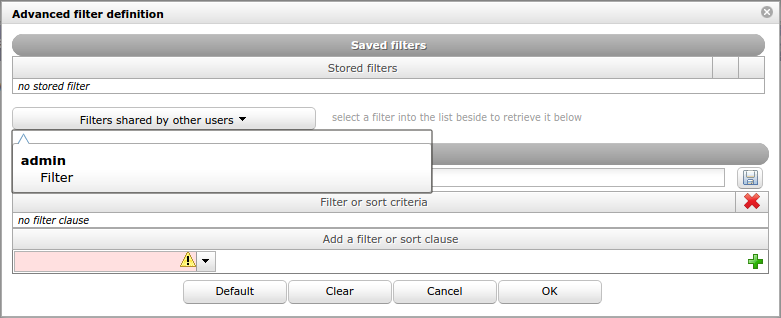 Advanced filter definition
Saved filters
Stored filters
no stored filter
Filters shared by other users
select a filter into the list beside to retrieve it below
admin
Filter
Filter or sort criteria
no filter clause
Add a filter or sort clause
Default Clear Cancel OK